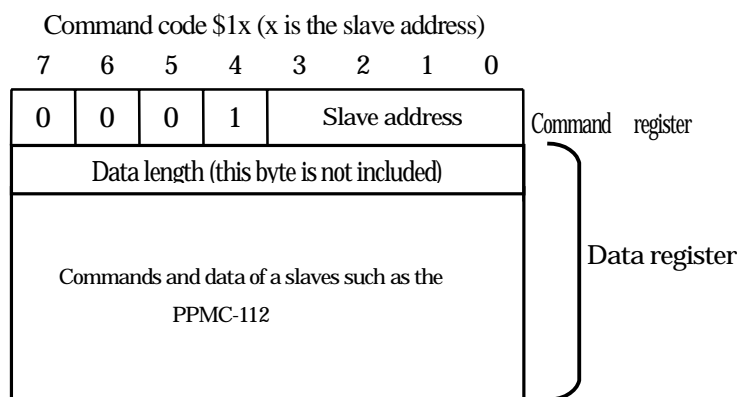 Command code $1x (x is the slave address)
7 6 5 4 3 2 1 0
0 0 0 1 Slave address Command register
Data length (this byte is not included)
Data register
Commands and data of a slaves such as the
PPMC-112